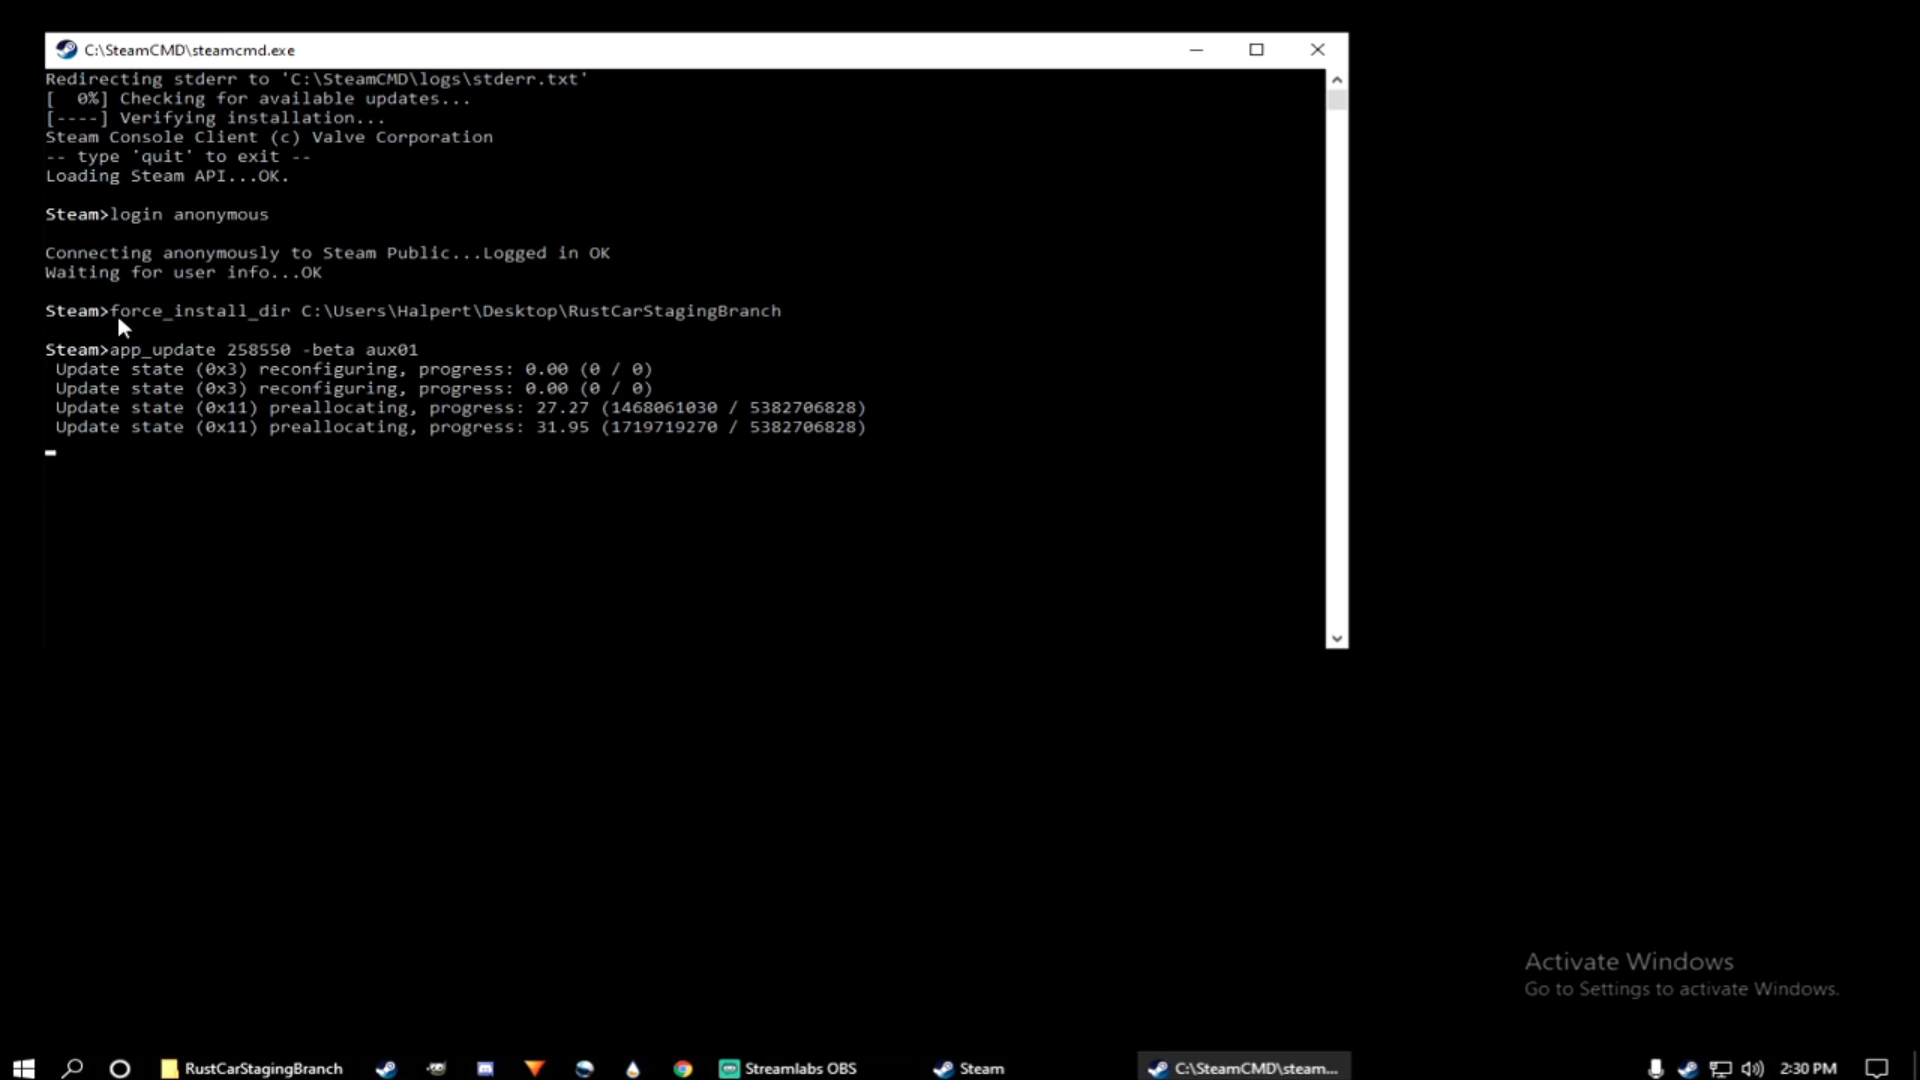 C:\SteamCMD\steamcmd.exe
Redirecting stderr to 'C:\SteamCMD\logs\stderr.txt'
[  0%] Checking for available updates...
[----] Verifying installation...
Steam Console Client (c) Valve Corporation
-- type 'quit' to exit --
Loading Steam API...OK.
Steam>login anonymous
Connecting anonymously to Steam Public...Logged in OK
Waiting for user info...OK
Steam>force_install_dir C:\Users\Halpert\Desktop\RustCarStagingBranch
Steam>app_update 258550 -beta aux01
Update state (0x3) reconfiguring, progress: 0.00 (0 / 0)
Update state (0x3) reconfiguring, progress: 0.00 (0 / 0)
Update state (0x11) preallocating, progress: 27.27 (1468061030 / 5382706828)
Update state (0x11) preallocating, progress: 31.95 (1719719270 / 5382706828)
Activate Windows
Go to Settings to activate Windows.
RustCarStagingBranch
Streamlabs OBS
Steam
C:\SteamCMD\steam...
2:30 PM